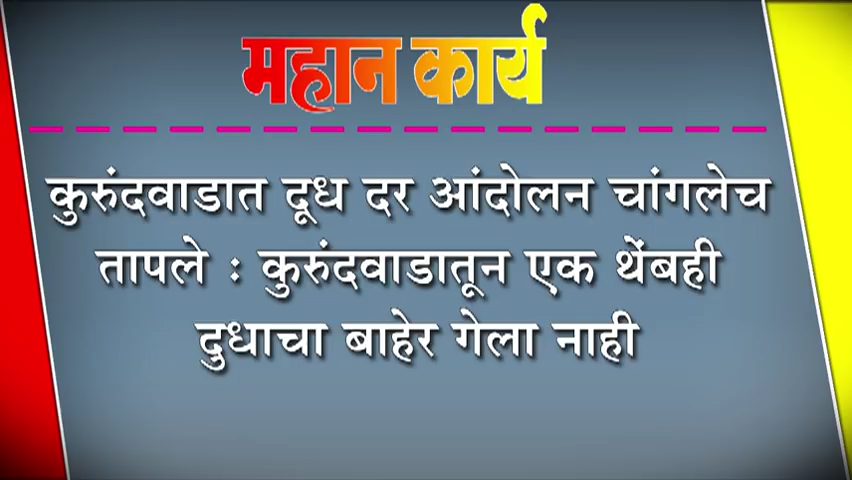 महान कार्य
कुरुंदवाडात दूध दर आंदोलन चांगलेच
तापले : कुरुंदवाडातून एक थेंबही
दुधाचा बाहेर गेला नाही